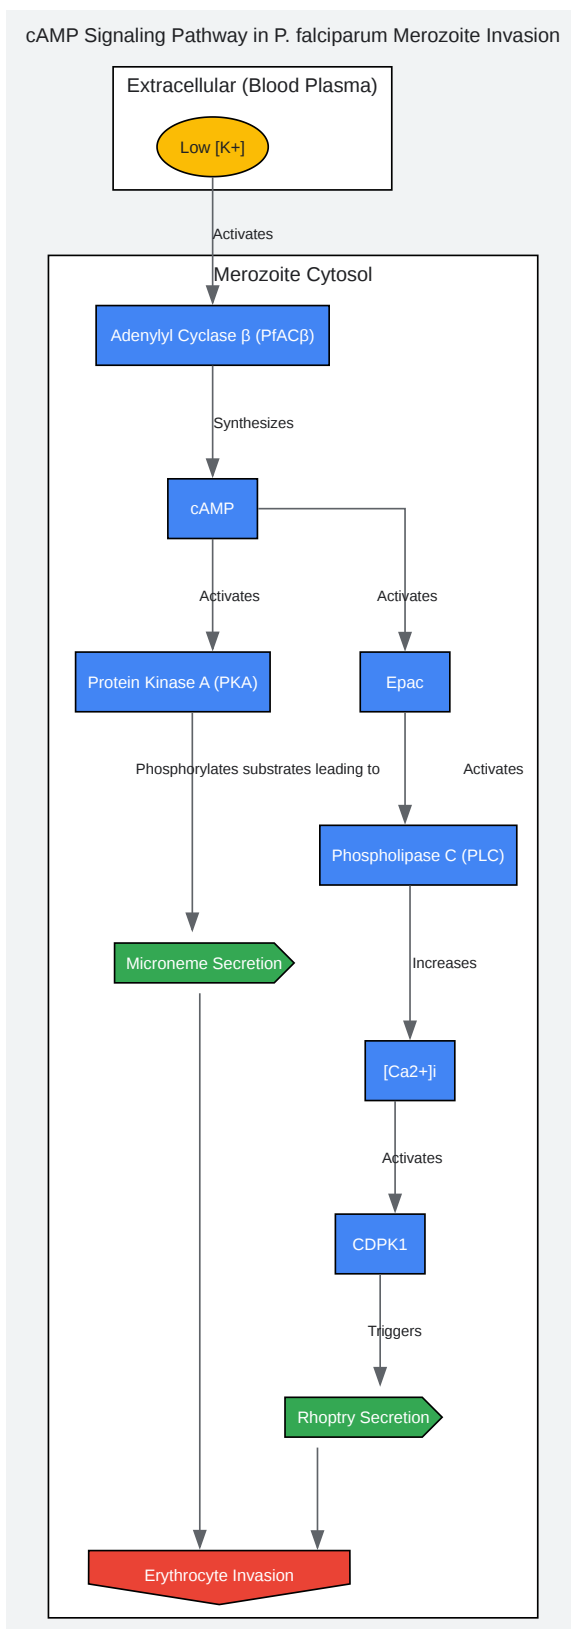 cAMP Signaling Pathway in P. falciparum Merozoite Invasion
Extracellular (Blood Plasma)
Low [K+]
Activates
Merozoite Cytosol
Adenylyl Cyclase β (PfACβ)
Synthesizes
cAMP
Activates
Activates
Protein Kinase A (PKA)
Epac
Phosphorylates substrates leading to
Activates
Phospholipase C (PLC)
Microneme Secretion
Increases
[Ca2+]i
Activates
CDPK1
Triggers
Rhoptry Secretion
Erythrocyte Invasion